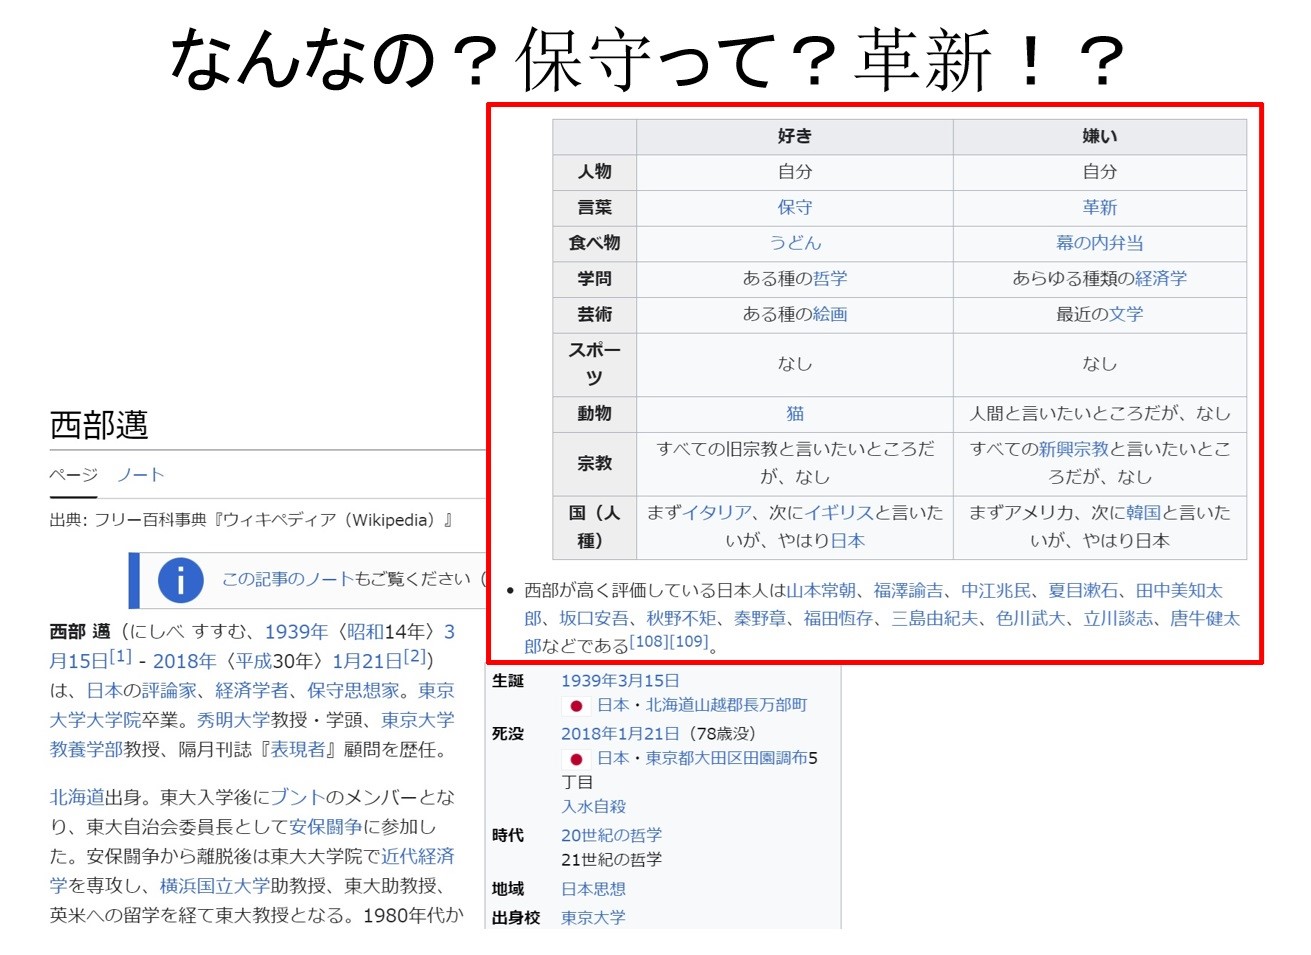 なんなの？保守って？革新！？
好き 嫌い
人物 自分 自分
言葉 保守 革新
食べ物 うどん 幕の内弁当
学問 ある種の哲学 あらゆる種類の経済学
芸術 ある種の絵画 最近の文学
スポー
ツ
なし なし
動物 猫 人間と言いたいところだが、なし
宗教
すべての旧宗教と言いたいところだ
が、なし
すべての新興宗教と言いたいとこ
ろだが、なし
国（人
種）
まずイタリア、次にイギリスと言いた
いが、やはり日本
まずアメリカ、次に韓国と言いた
いが、やはり日本
• 西部が高く評価している日本人は山本常朝、福澤諭吉、中江兆民、夏目漱石、田中美知太
郎、坂口安吾、秋野不矩、秦野章、福田恆存、三島由紀夫、色川武大、立川談志、唐牛健太
郎などである[108][109]。
西部邁
ページ ノート
出典: フリー百科事典『ウィキペディア（Wikipedia）』
i この記事のノートもご覧ください（
西部 邁（にしべ すすむ、1939年〈昭和14年〉3
月15日[1] - 2018年〈平成30年〉1月21日[2]）
は、日本の評論家、経済学者、保守思想家。東京
大学大学院卒業。秀明大学教授・学頭、東京大学
教養学部教授、隔月刊誌『表現者』顧問を歴任。
北海道出身。東大入学後にブントのメンバーとな
り、東大自治会委員長として安保闘争に参加し
た。安保闘争から離脱後は東大大学院で近代経済
学を専攻し、横浜国立大学助教授、東大助教授、
英米への留学を経て東大教授となる。1980年代か
生誕 1939年3月15日
日本・北海道山越郡長万部町
死没 2018年1月21日（78歳没）
日本・東京都大田区田園調布5
丁目
入水自殺
時代 20世紀の哲学
21世紀の哲学
地域 日本思想
出身校 東京大学